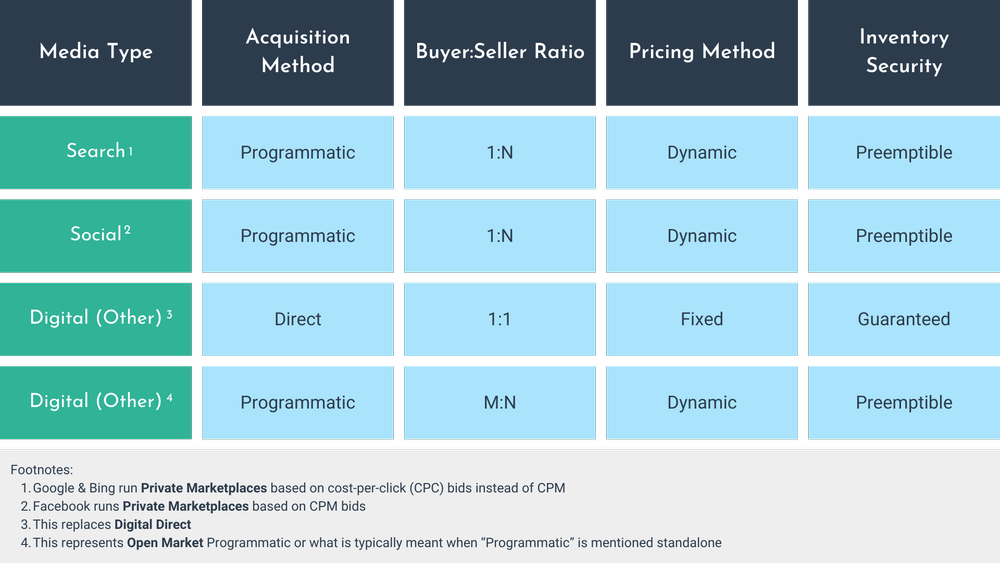 Media Type
Acquisition
Method
Buyer:Seller Ratio
Pricing Method
Inventory
Security
Search 1
Programmatic
1:N
Dynamic
Preemptible
Social 2
Programmatic
1:N
Dynamic
Preemptible
Digital (Other) 3
Direct
1:1
Fixed
Guaranteed
Digital (Other) 4
Programmatic
M:N
Dynamic
Preemptible
Footnotes:
1. Google & Bing run Private Marketplaces based on cost-per-click (CPC) bids instead of CPM
2. Facebook runs Private Marketplaces based on CPM bids
3. This replaces Digital Direct
4. This represents Open Market Programmatic or what is typically meant when “Programmatic” is mentioned standalone